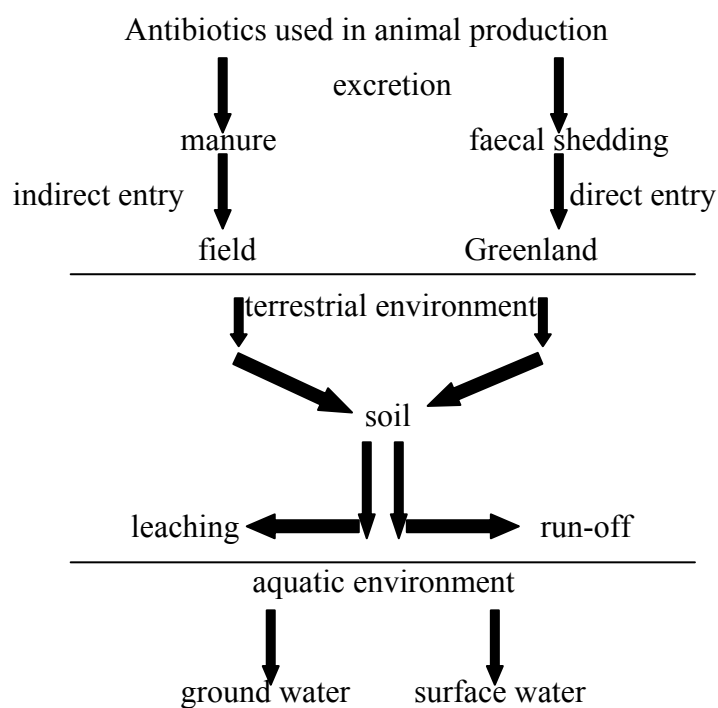 Antibiotics used in animal production
excretion
manure faecal shedding
indirect entry direct entry
field Greenland
terrestrial environment
soil
leaching run-off
aquatic environment
ground water surface water